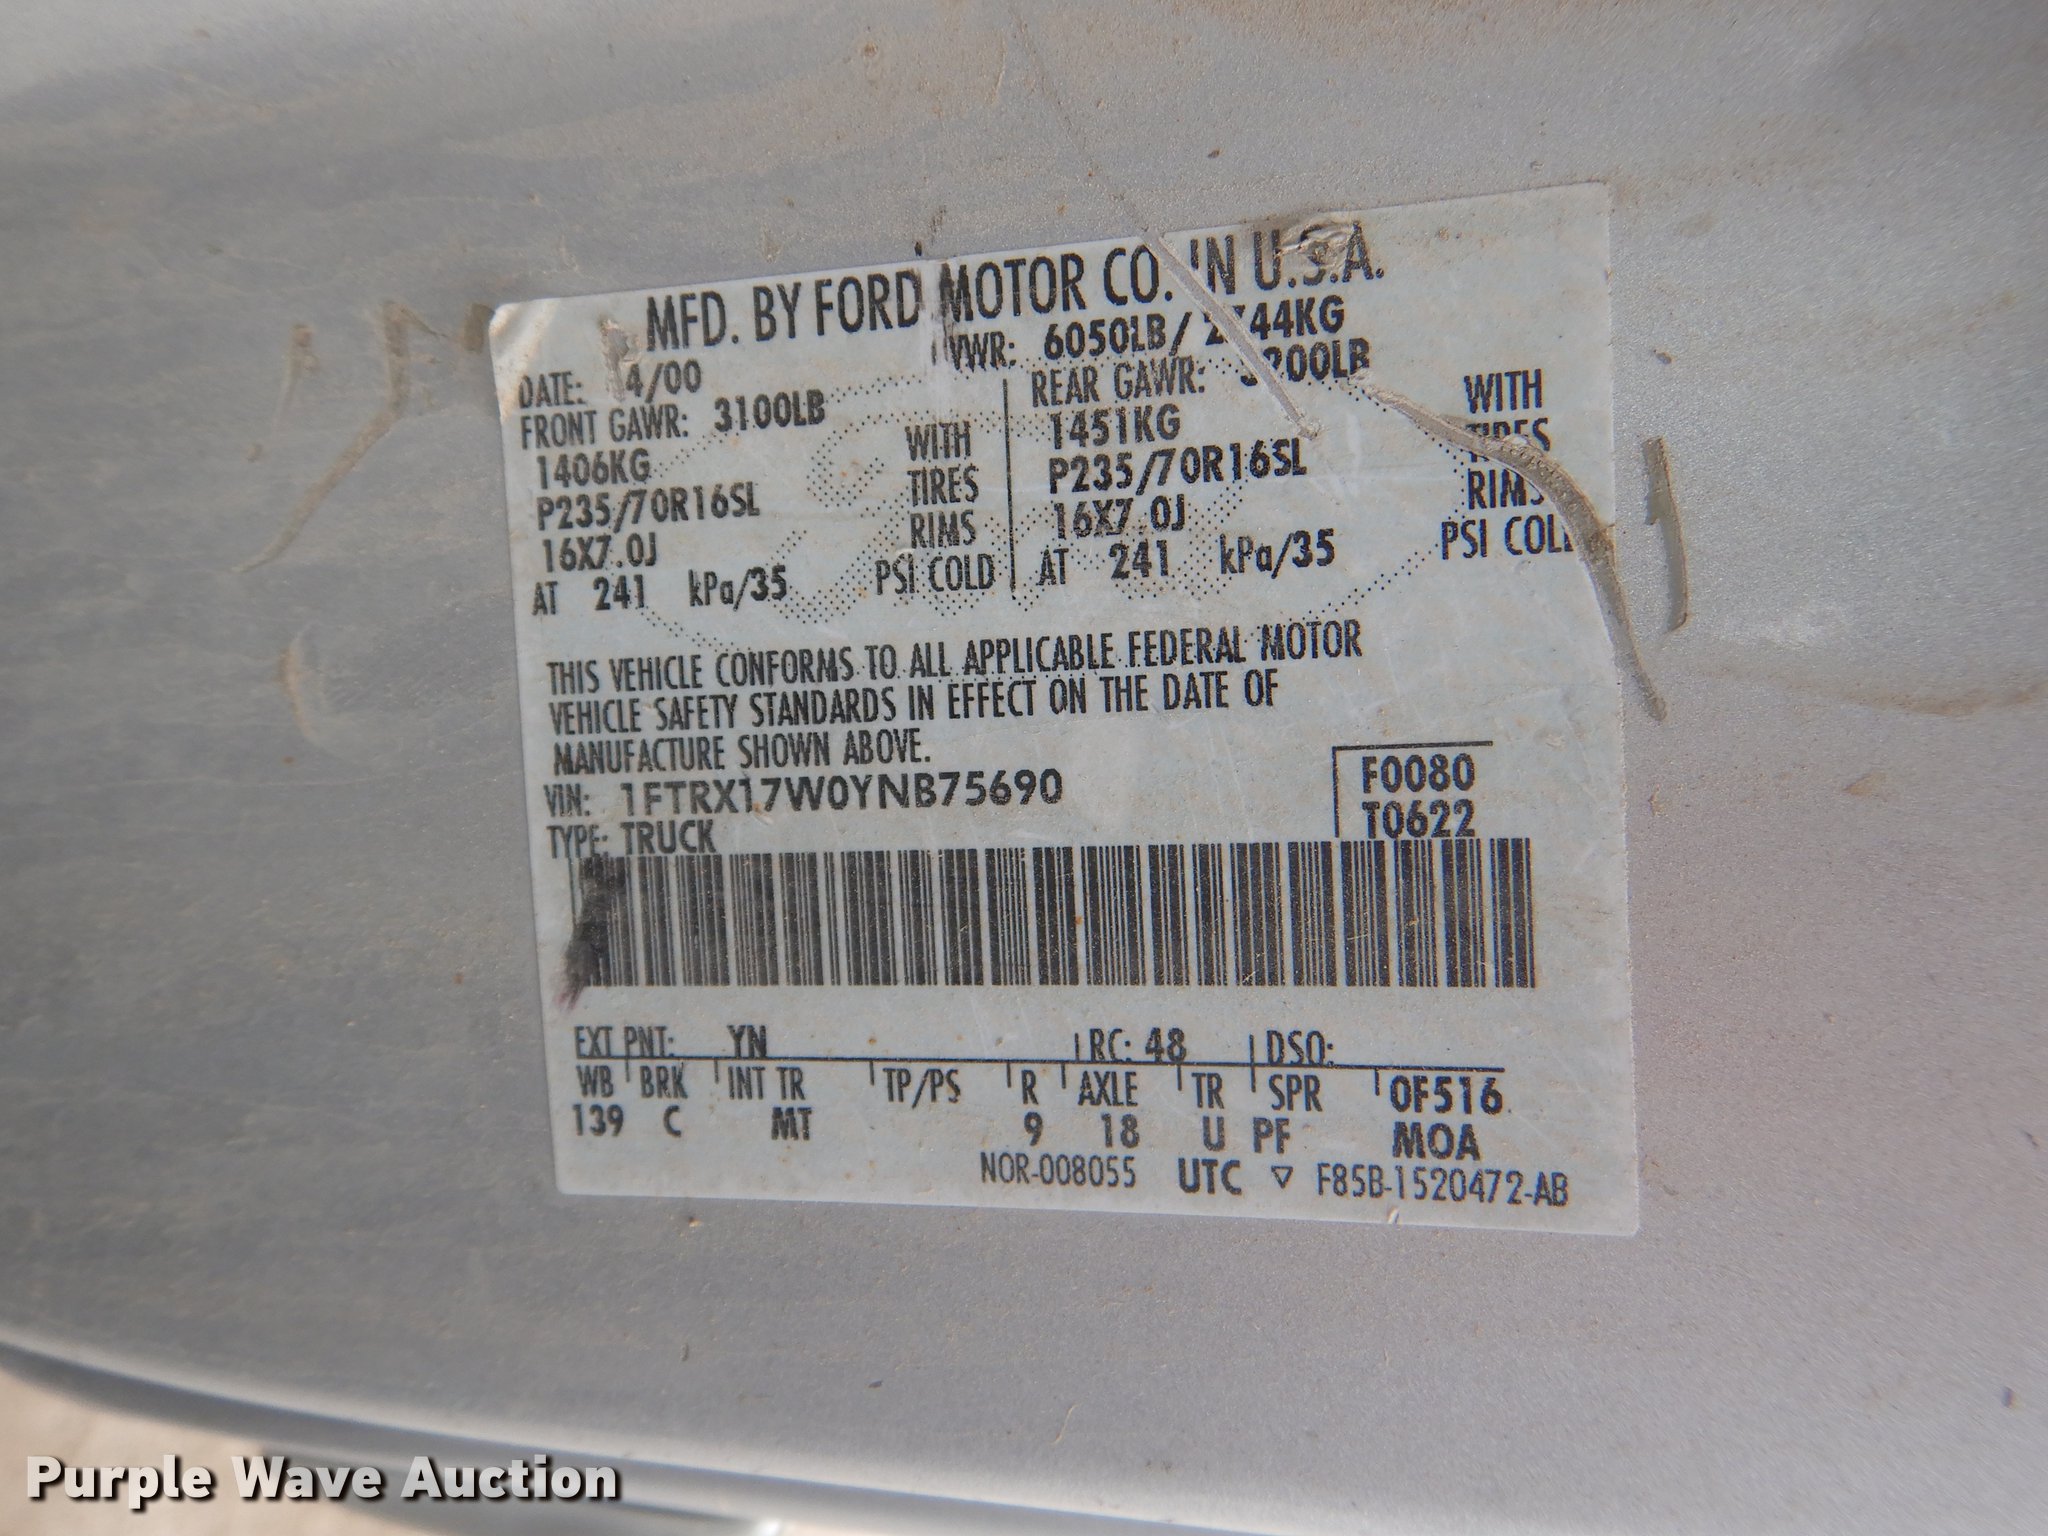 MFD. BY FORD MOTOR CO. IN U.S.A.
DATE: 4/00 GVWR: 6050LB/ 2744KG
FRONT GAWR: 3100LB REAR GAWR: 3200LB
1406KG WITH 1451KG WITH
P235/70R16SL TIRES P235/70R16SL TIRES
16X7.0J RIMS 16X7.0J RIMS
AT 241 kPa/35 PSI COLD AT 241 kPa/35 PSI COLD
THIS VEHICLE CONFORMS TO ALL APPLICABLE FEDERAL MOTOR
VEHICLE SAFETY STANDARDS IN EFFECT ON THE DATE OF
MANUFACTURE SHOWN ABOVE.
VIN: 1FTRX17W0YNB75690 F0080
TYPE: TRUCK T0622
EXT PNT: YN RC: 48 DSO:
WB BRK INT TR TP/PS R AXLE TR SPR 0F516
139 C MT 9 18 U PF MOA
NOR-008055 UTC ▽ F85B-1520472-AB
Purple Wave Auction